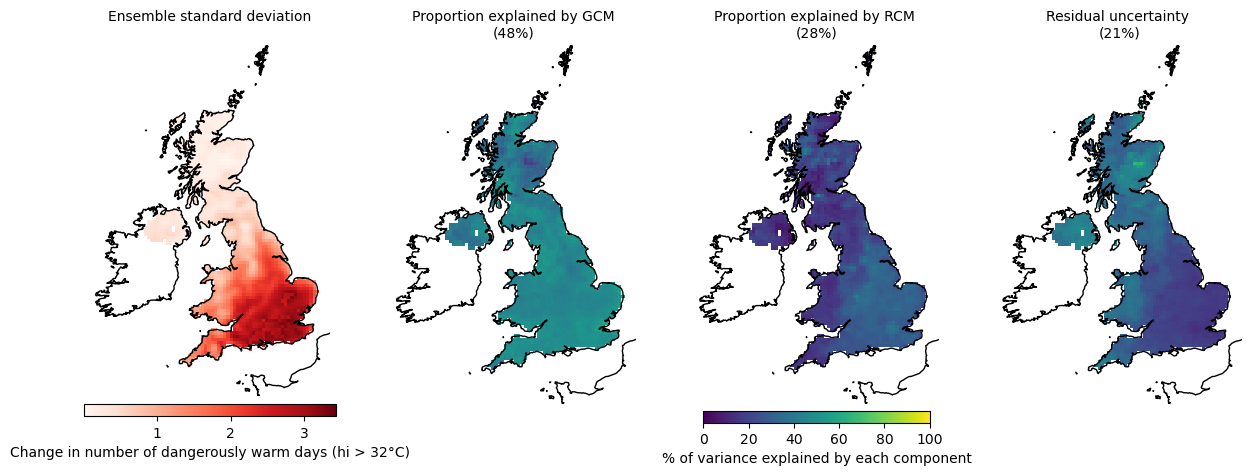 Ensemble standard deviation
Proportion explained by GCM
(48%)
Proportion explained by RCM
(28%)
Residual uncertainty
(21%)
1 2 3
Change in number of dangerously warm days (hi > 32°C)
0 20 40 60 80 100
% of variance explained by each component